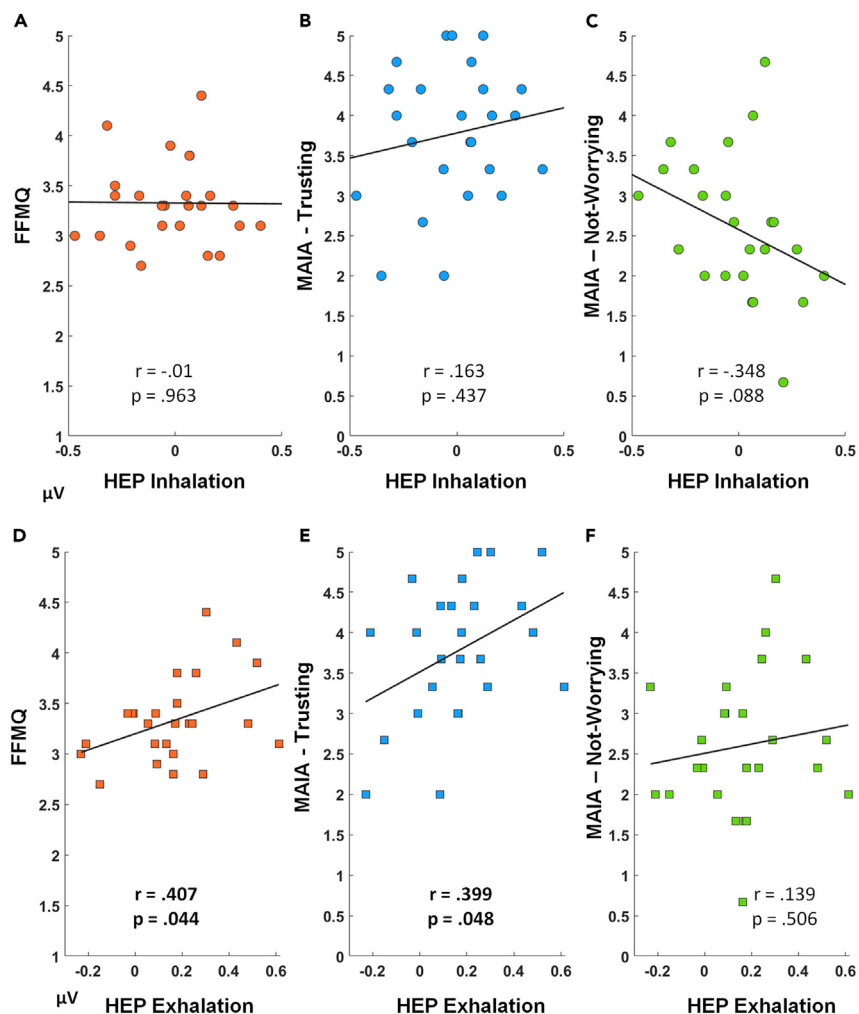 A
FFMQ
5
4.5
4
3.5
3
2.5
2
1.5
1
r = -.01
p = .963
-0.5
0
0.5
µV
HEP Inhalation
B
MAIA - Trusting
5
4.5
4
3.5
3
2.5
2
1.5
1
0.5
0
r = .163
p = .437
-0.5
0
0.5
HEP Inhalation
C
MAIA – Not-Worrying
5
4.5
4
3.5
3
2.5
2
1.5
1
0.5
0
r = -.348
p = .088
-0.5
0
0.5
HEP Inhalation
D
FFMQ
5
4.5
4
3.5
3
2.5
2
1.5
1
r = .407
p = .044
-0.2
0
0.2
0.4
0.6
µV
HEP Exhalation
E
MAIA - Trusting
5
4.5
4
3.5
3
2.5
2
1.5
1
0.5
0
r = .399
p = .048
-0.2
0
0.2
0.4
0.6
HEP Exhalation
F
MAIA – Not-Worrying
5
4.5
4
3.5
3
2.5
2
1.5
1
0.5
0
r = .139
p = .506
-0.2
0
0.2
0.4
0.6
HEP Exhalation